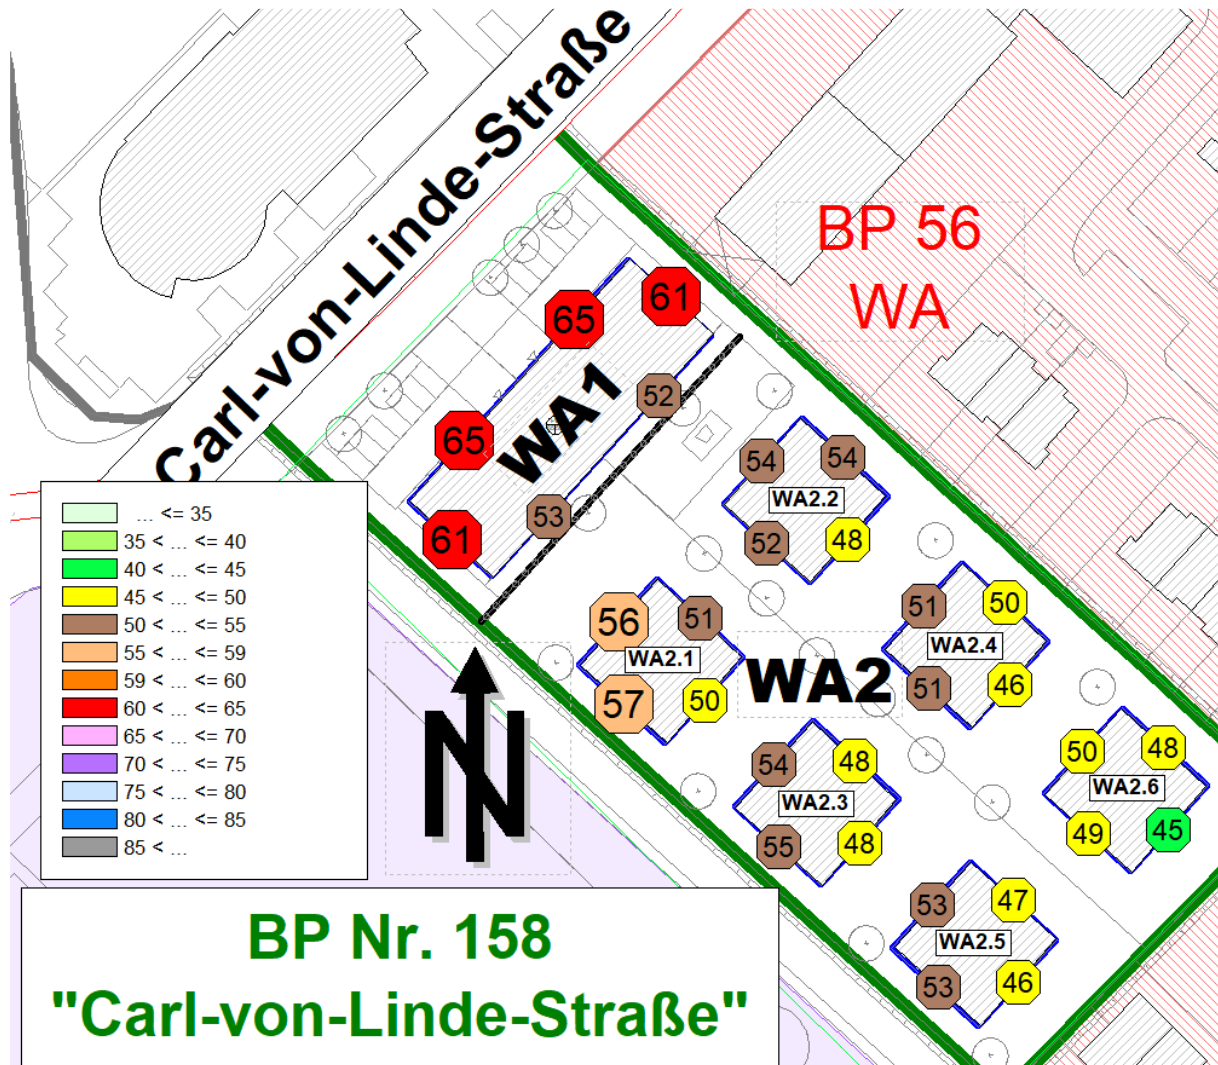 Carl-von-Linde-Straße
BP 56
WA
61
65
52
65
WA1
53
61
54
54
WA2.2
52
48
56
51
WA2.1
57
50
51
50
WA2.4
51
46
WA2
54
48
WA2.3
55
48
50
48
WA2.6
49
45
53
47
WA2.5
53
46
... <= 35
35 < ... <= 40
40 < ... <= 45
45 < ... <= 50
50 < ... <= 55
55 < ... <= 59
59 < ... <= 60
60 < ... <= 65
65 < ... <= 70
70 < ... <= 75
75 < ... <= 80
80 < ... <= 85
85 < ...
N
BP Nr. 158
"Carl-von-Linde-Straße"